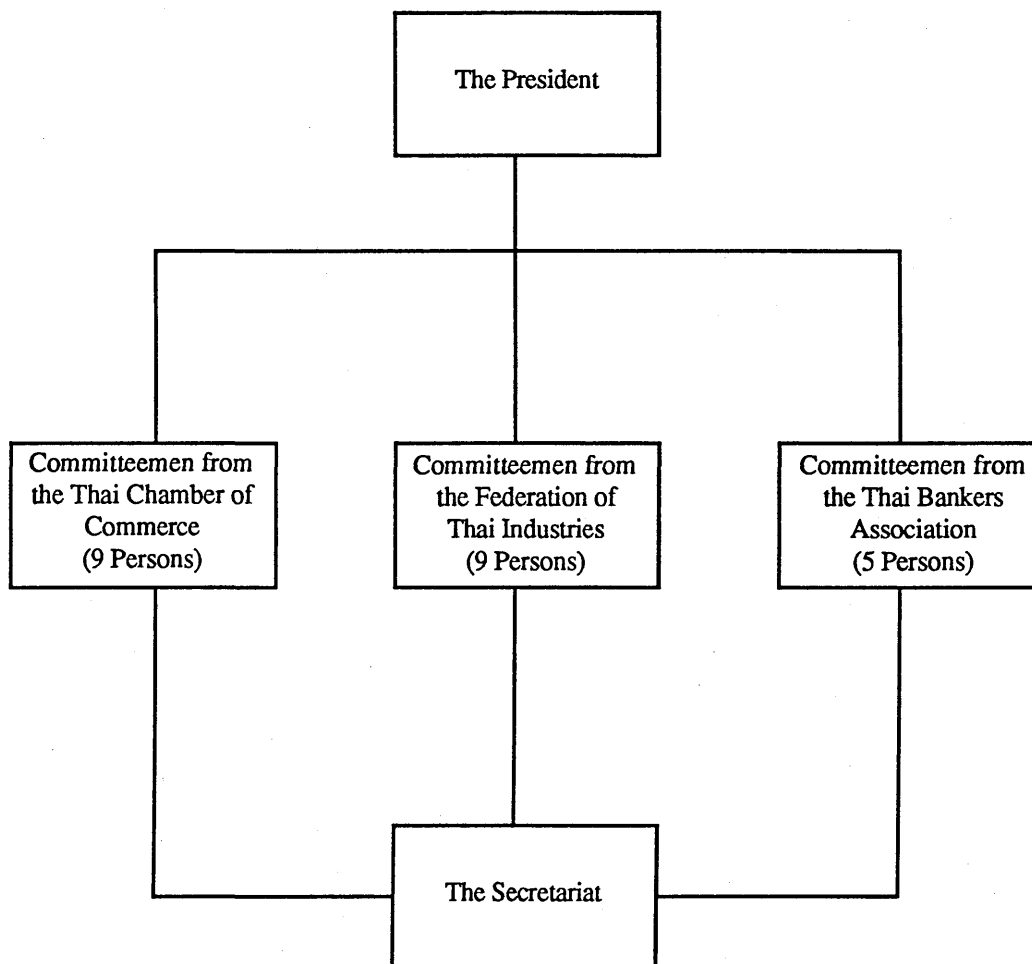 The President
Committeemen from
the Thai Chamber of
Commerce
(9 Persons)
Committeemen from
the Federation of
Thai Industries
(9 Persons)
Committeemen from
the Thai Bankers
Association
(5 Persons)
The Secretariat